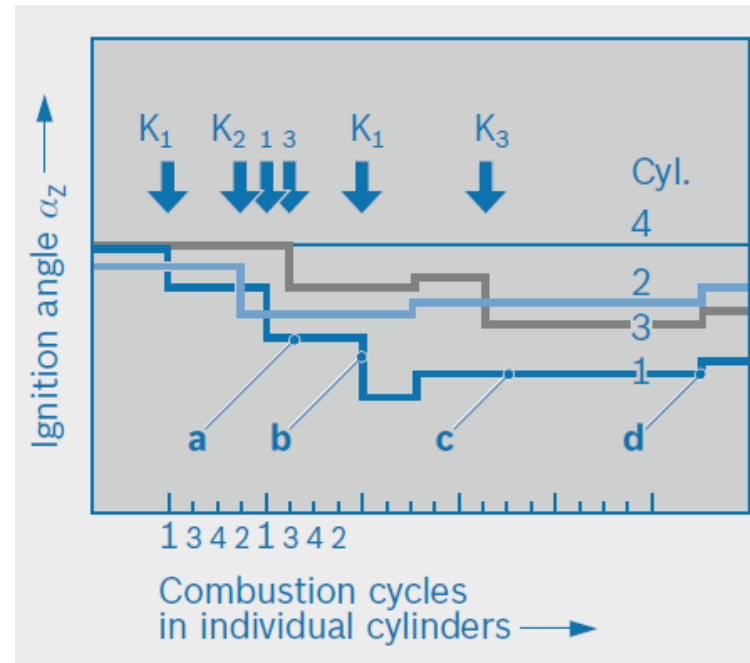 Ignition angle α_Z
K₁ K₂ 1 3 K₁ K₃
Cyl.
4
2
3
1
a b c d
1 3 4 2 1 3 4 2
Combustion cycles
in individual cylinders